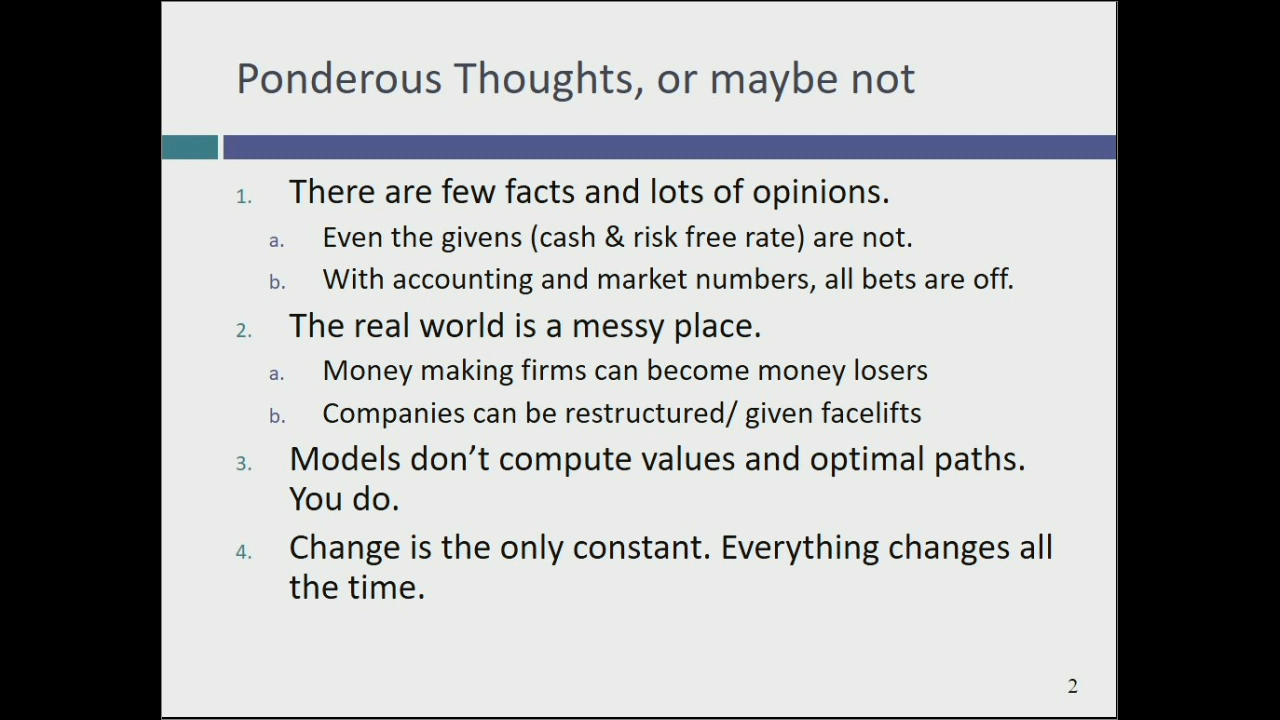 Ponderous Thoughts, or maybe not
1. There are few facts and lots of opinions.
a. Even the givens (cash & risk free rate) are not.
b. With accounting and market numbers, all bets are off.
2. The real world is a messy place.
a. Money making firms can become money losers
b. Companies can be restructured/ given facelifts
3. Models don’t compute values and optimal paths.
You do.
4. Change is the only constant. Everything changes all
the time.
2